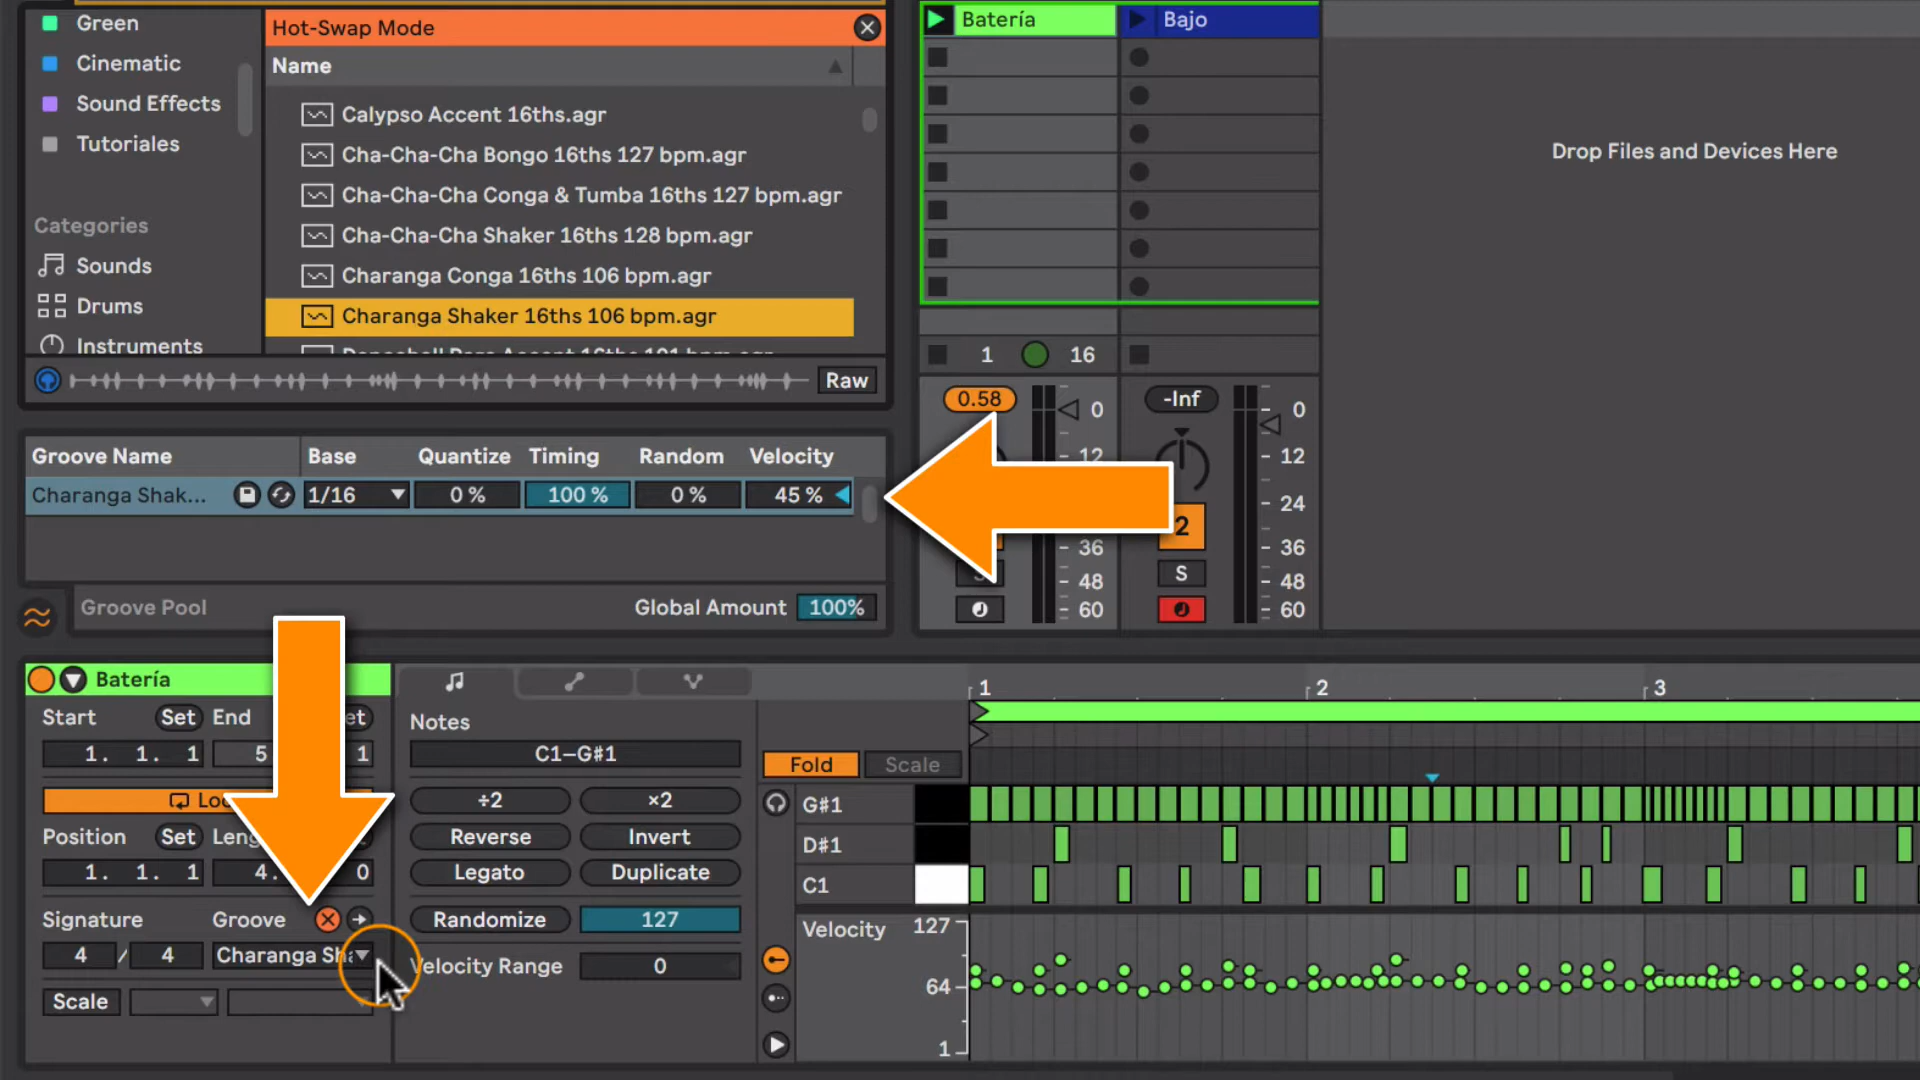 Green
Cinematic
Sound Effects
Tutoriales
Categories
Sounds
Drums
Instruments
Hot-Swap Mode
Name
Calypso Accent 16ths.agr
Cha-Cha-Cha Bongo 16ths 127 bpm.agr
Cha-Cha-Cha Conga & Tumba 16ths 127 bpm.agr
Cha-Cha-Cha Shaker 16ths 128 bpm.agr
Charanga Conga 16ths 106 bpm.agr
Charanga Shaker 16ths 106 bpm.agr
Raw
Batería Bajo
Drop Files and Devices Here
1 16
0.58 -Inf
0 0
12 12
24
2
36 36
S
48 48
60 60
Groove Name Base Quantize Timing Random Velocity
Charanga Shak... 1/16 0 % 100 % 0 % 45 %
Groove Pool Global Amount 100%
Batería
Start Set End
1. 1. 1 5 1
Position Set
1. 1. 1 4. 0
Signature Groove
4 / 4 Charanga Sh
Scale
Notes
C1–G#1
÷2 ×2
Reverse Invert
Legato Duplicate
Randomize 127
Velocity Range 0
Fold Scale
1 2 3
G#1
D#1
C1
Velocity 127
64
1